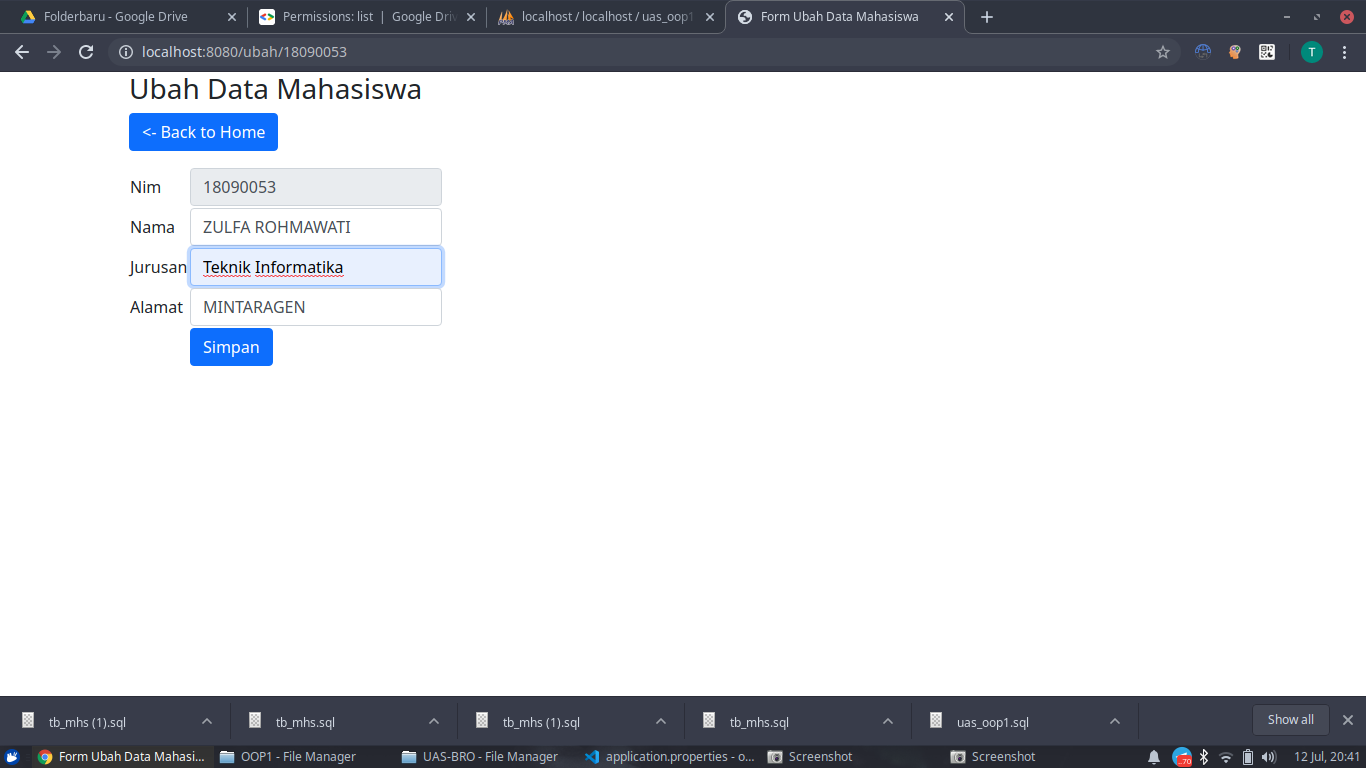 Folderbaru - Google Drive
Permissions: list | Google Driv
localhost / localhost / uas_oop1
Form Ubah Data Mahasiswa
localhost:8080/ubah/18090053
T
Ubah Data Mahasiswa
<- Back to Home
Nim 18090053
Nama ZULFA ROHMAWATI
Jurusan Teknik Informatika
Alamat MINTARAGEN
Simpan
tb_mhs (1).sql
tb_mhs.sql
tb_mhs (1).sql
tb_mhs.sql
uas_oop1.sql
Show all
Form Ubah Data Mahasi...
OOP1 - File Manager
UAS-BRO - File Manager
application.properties - o...
Screenshot
Screenshot
..70
12 Jul, 20:41